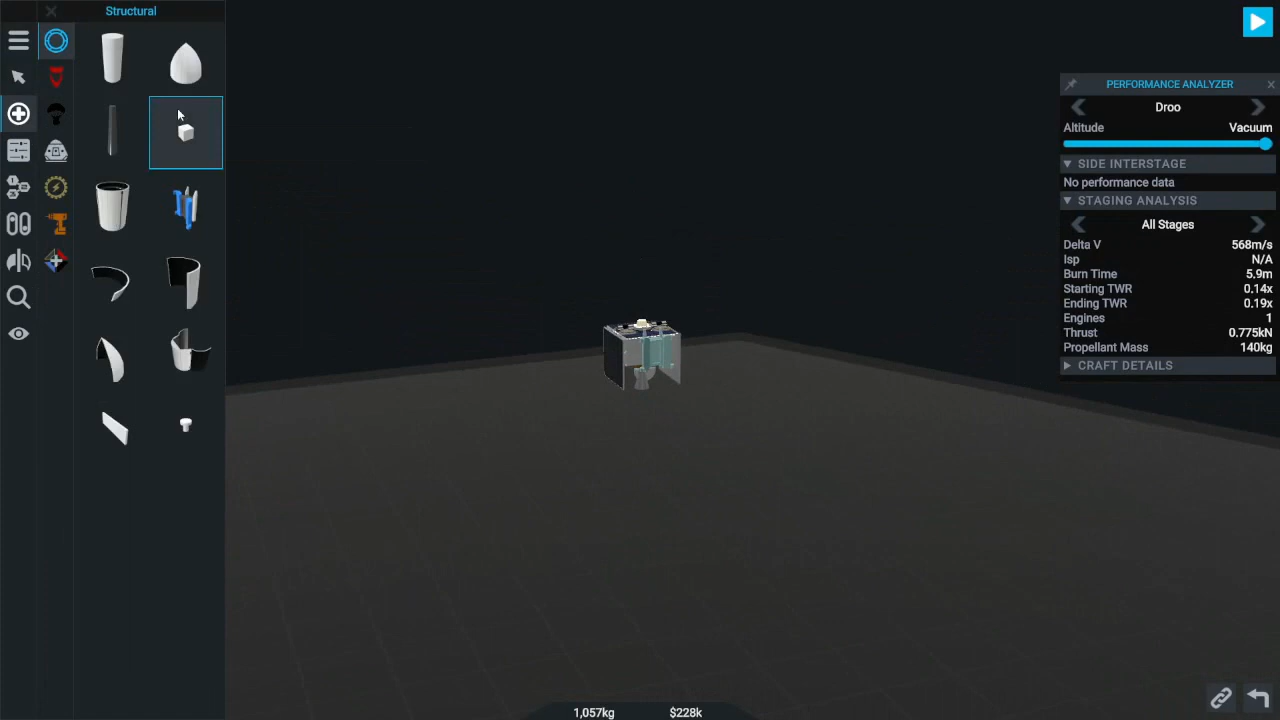 Structural
PERFORMANCE ANALYZER
Droo
Altitude Vacuum
SIDE INTERSTAGE
No performance data
STAGING ANALYSIS
All Stages
Delta V 568m/s
Isp N/A
Burn Time 5.9m
Starting TWR 0.14x
Ending TWR 0.19x
Engines 1
Thrust 0.775kN
Propellant Mass 140kg
CRAFT DETAILS
1,057kg $228k